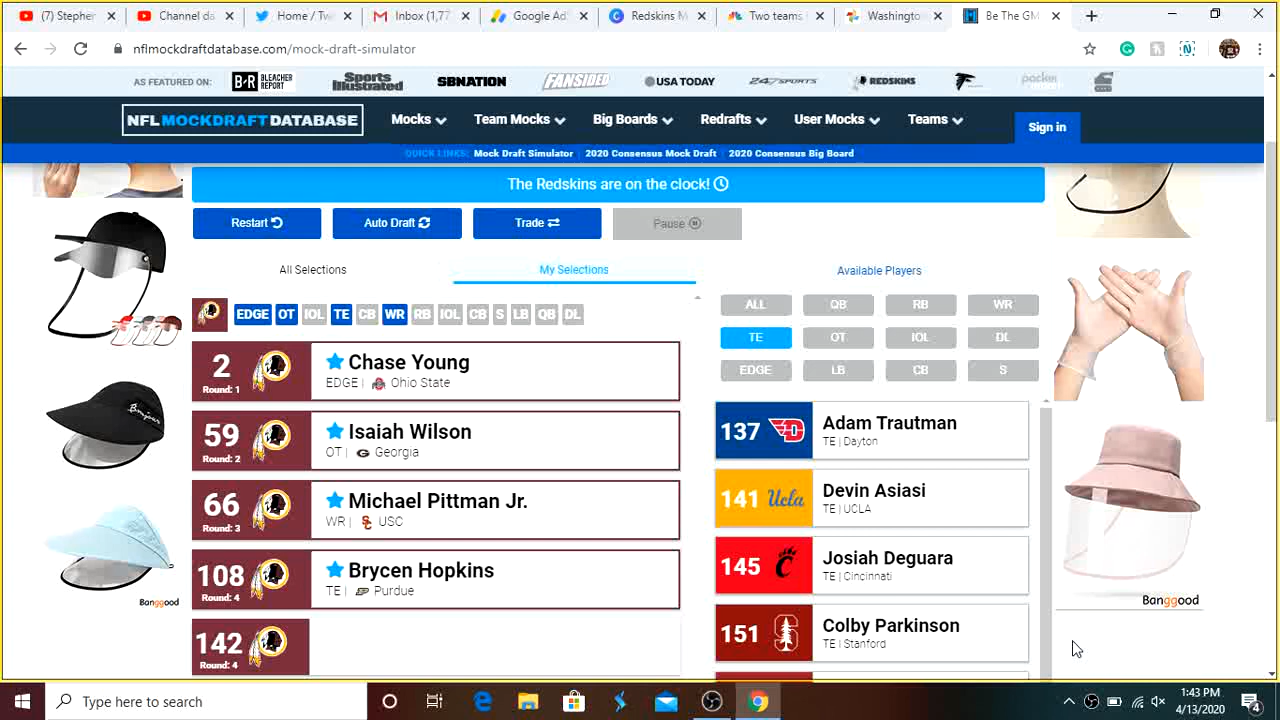 (7) Stepher
Channel da
Home / Tw
Inbox (1,77
Google Ad
Redskins M
Two teams
Washingto
Be The GM
nflmockdraftdatabase.com/mock-draft-simulator
AS FEATURED ON:
B/R BLEACHER REPORT
Sports Illustrated
SBNATION
FANSIDED
USA TODAY
247SPORTS
REDSKINS
packer
NFLMOCKDRAFTDATABASE
Mocks
Team Mocks
Big Boards
Redrafts
User Mocks
Teams
Sign in
QUICK LINKS: Mock Draft Simulator | 2020 Consensus Mock Draft | 2020 Consensus Big Board
The Redskins are on the clock!
Restart
Auto Draft
Trade
Pause
All Selections
My Selections
Available Players
EDGE OT IOL TE CB WR RB IOL CB S LB QB DL
ALL QB RB WR
TE OT IOL DL
EDGE LB CB S
2
Round: 1
Chase Young
EDGE | Ohio State
59
Round: 2
Isaiah Wilson
OT | G Georgia
66
Round: 3
Michael Pittman Jr.
WR | SC USC
108
Round: 4
Brycen Hopkins
TE | P Purdue
142
Round: 4
137
Adam Trautman
TE | Dayton
141 Ucla
Devin Asiasi
TE | UCLA
145
Josiah Deguara
TE | Cincinnati
151
Colby Parkinson
TE | Stanford
Bonjour
Banggood
Banggood
Type here to search
1:43 PM
4/13/2020
4